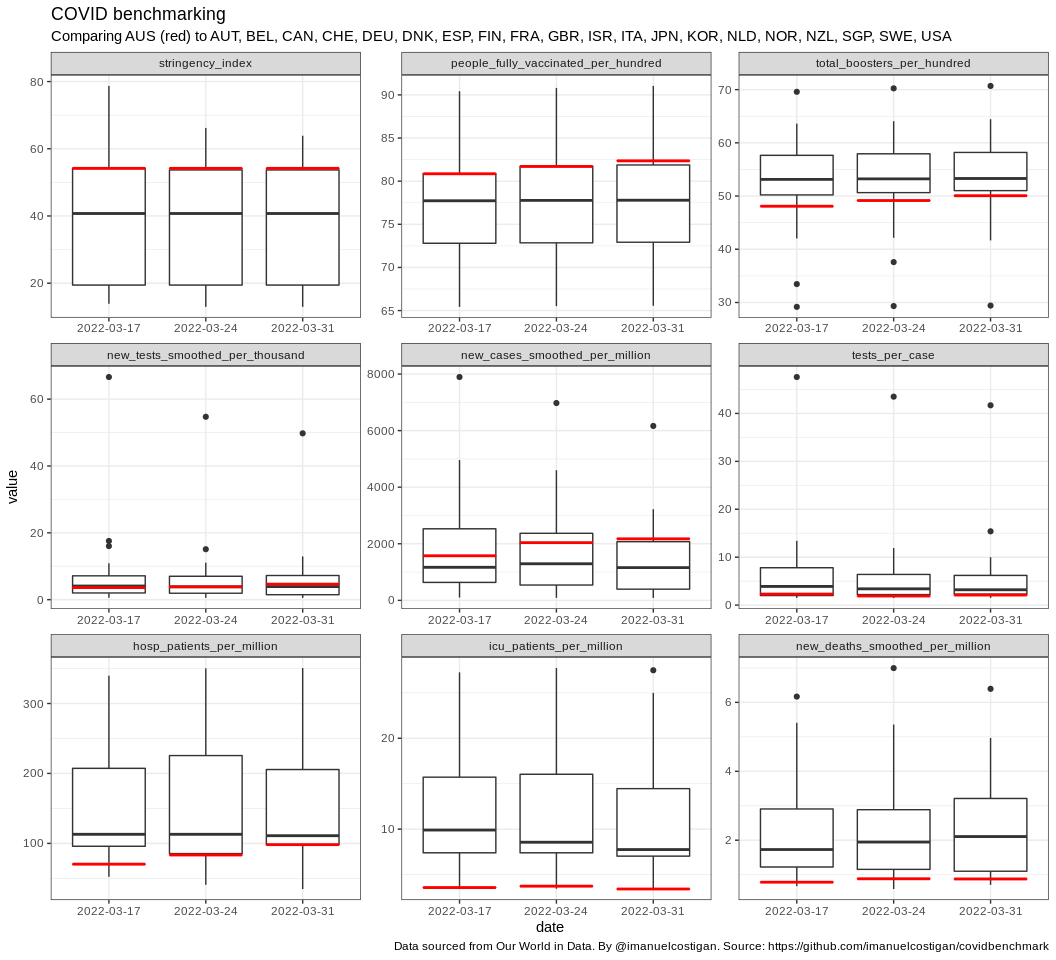 COVID benchmarking
Comparing AUS (red) to AUT, BEL, CAN, CHE, DEU, DNK, ESP, FIN, FRA, GBR, ISR, ITA, JPN, KOR, NLD, NOR, NZL, SGP, SWE, USA
stringency_index
80
60
40
20
2022-03-17 2022-03-24 2022-03-31
people_fully_vaccinated_per_hundred
90
85
80
75
70
65
2022-03-17 2022-03-24 2022-03-31
total_boosters_per_hundred
70
60
50
40
30
2022-03-17 2022-03-24 2022-03-31
new_tests_smoothed_per_thousand
60
40
20
0
2022-03-17 2022-03-24 2022-03-31
new_cases_smoothed_per_million
8000
6000
4000
2000
0
2022-03-17 2022-03-24 2022-03-31
tests_per_case
40
30
20
10
0
2022-03-17 2022-03-24 2022-03-31
value
hosp_patients_per_million
300
200
100
2022-03-17 2022-03-24 2022-03-31
icu_patients_per_million
20
10
2022-03-17 2022-03-24 2022-03-31
new_deaths_smoothed_per_million
6
4
2
2022-03-17 2022-03-24 2022-03-31
date
Data sourced from Our World in Data. By @imanuelcostigan. Source: https://github.com/imanuelcostigan/covidbenchmark